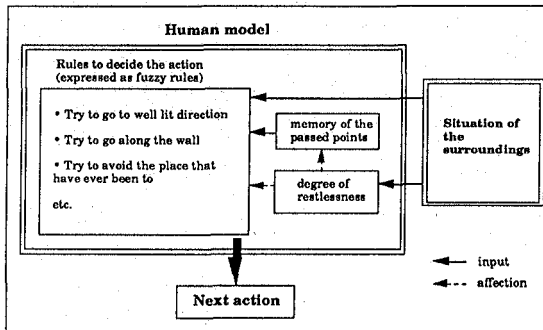 Human model
Rules to decide the action
(expressed as fuzzy rules)
• Try to go to well lit direction
• Try to go along the wall
• Try to avoid the place that
have ever been to
etc.
memory of the
passed points
degree of
restlessness
Situation of
the
surroundings
input
affection
Next action